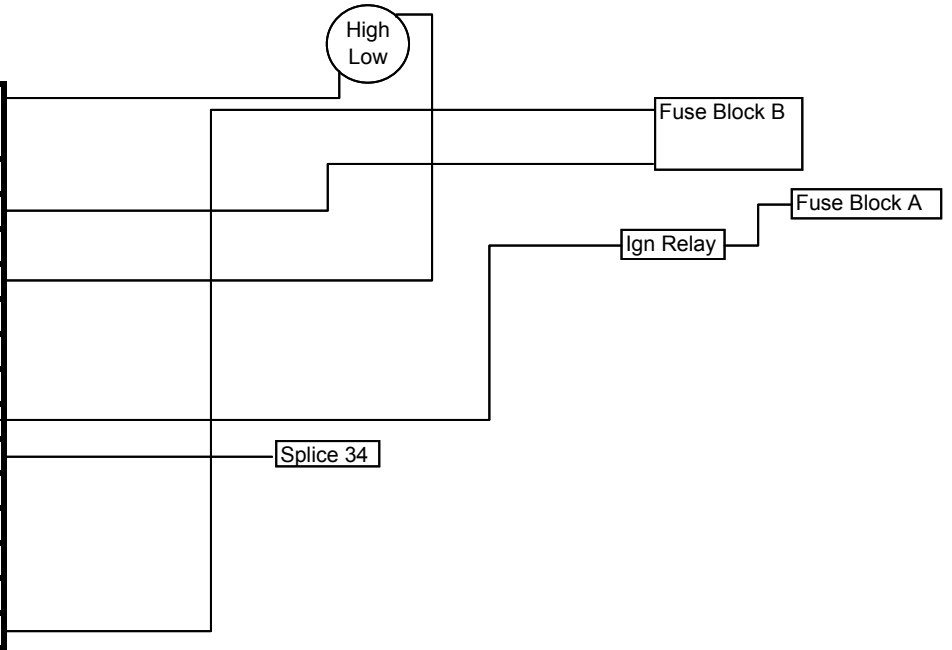 High
Low
Fuse Block B
Fuse Block A
Ign Relay
Splice 34